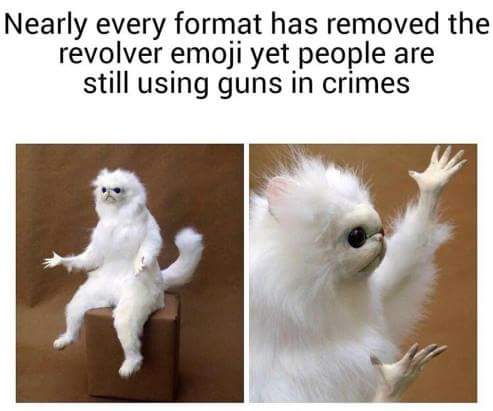 Nearly every format has removed the
revolver emoji yet people are
still using guns in crimes